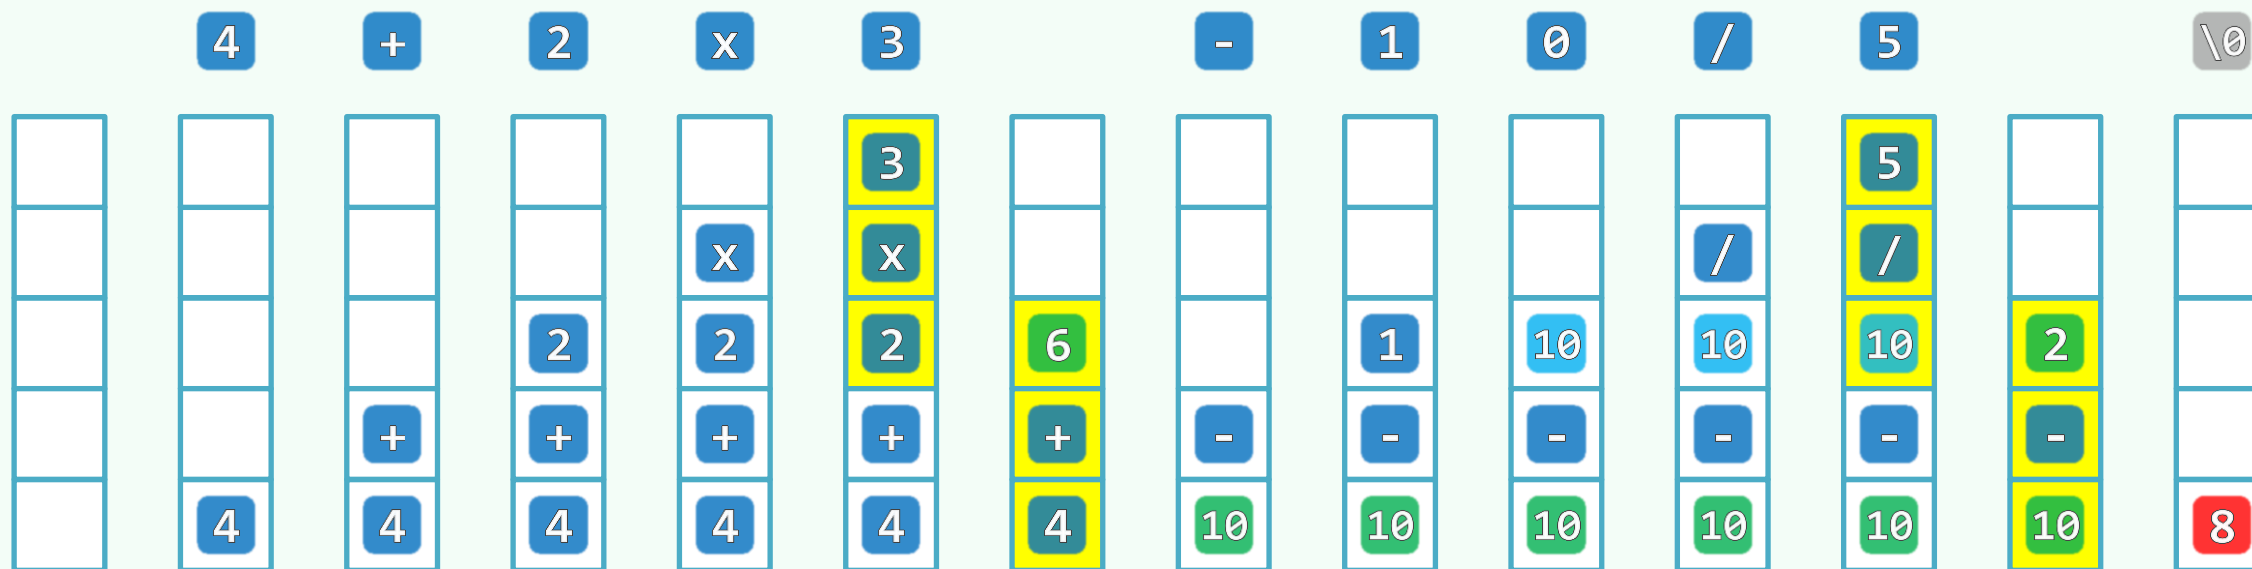 4 + 2 x 3 - 1 0 / 5 \0
3 5
x x / /
2 2 2 6 1 10 10 10 2
+ + + + + - - - - - -
4 4 4 4 4 4 10 10 10 10 10 10 8